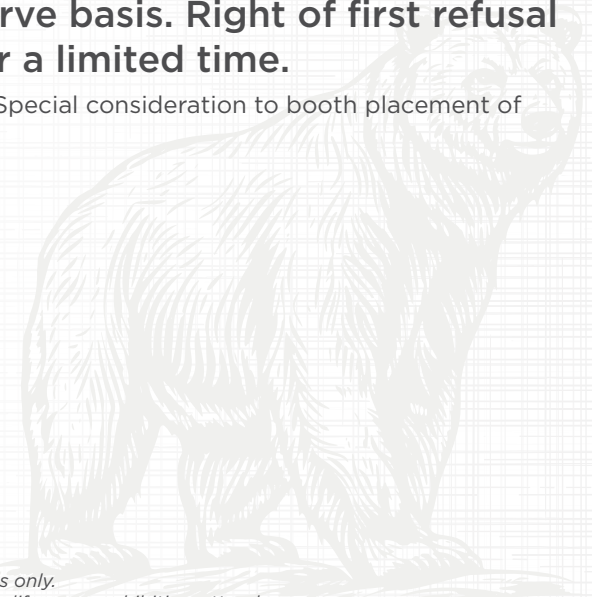 rve basis. Right of first refusal
r a limited time.
Special consideration to booth placement of
s only.